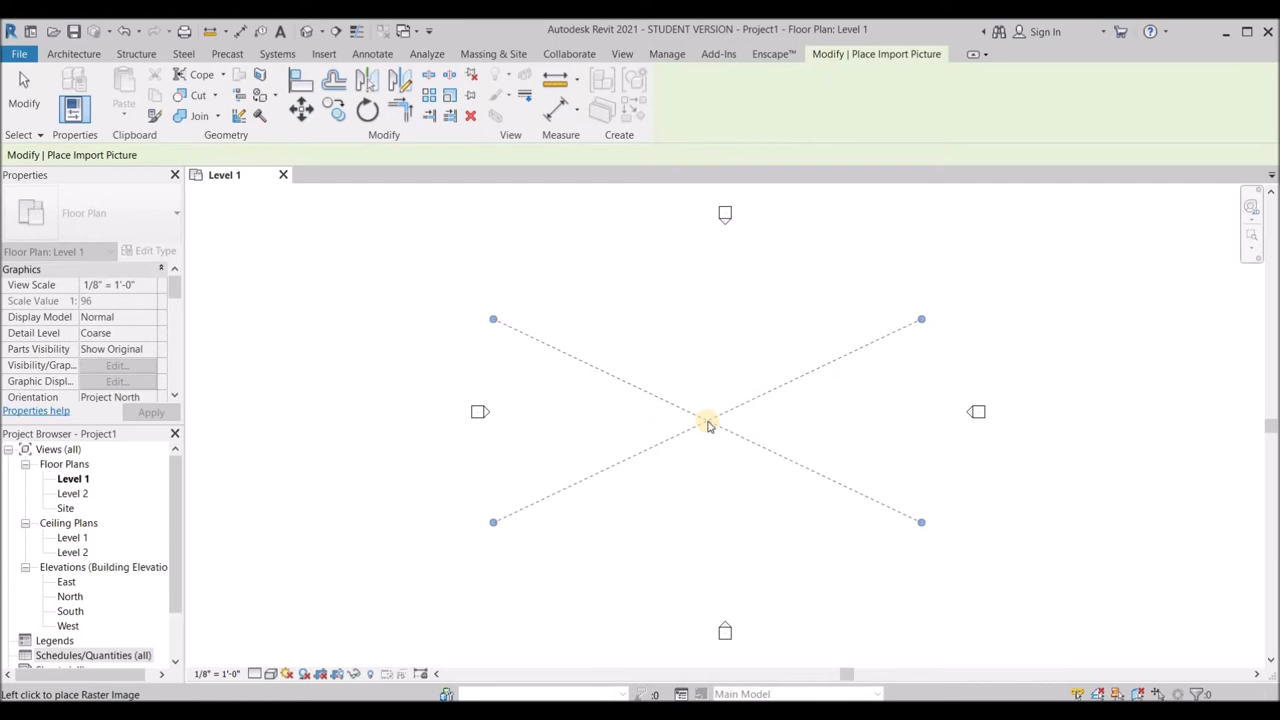 Autodesk Revit 2021 - STUDENT VERSION - Project1 - Floor Plan: Level 1
Sign In
File Architecture Structure Steel Precast Systems Insert Annotate Analyze Massing & Site Collaborate View Manage Add-Ins Enscape™ Modify | Place Import Picture
Modify
Paste
Cope
Cut
Join
Select Properties Clipboard Geometry Modify View Measure Create
Modify | Place Import Picture
Properties
Level 1
Floor Plan
Floor Plan: Level 1
Edit Type
Graphics
View Scale 1/8" = 1'-0"
Scale Value 1: 96
Display Model Normal
Detail Level Coarse
Parts Visibility Show Original
Visibility/Grap... Edit...
Graphic Displ... Edit...
Orientation Project North
Properties help
Apply
Project Browser - Project1
Views (all)
Floor Plans
Level 1
Level 2
Site
Ceiling Plans
Level 1
Level 2
Elevations (Building Elevatio
East
North
South
West
Legends
Schedules/Quantities (all)
1/8" = 1'-0"
Left click to place Raster Image
:0
Main Model
:0